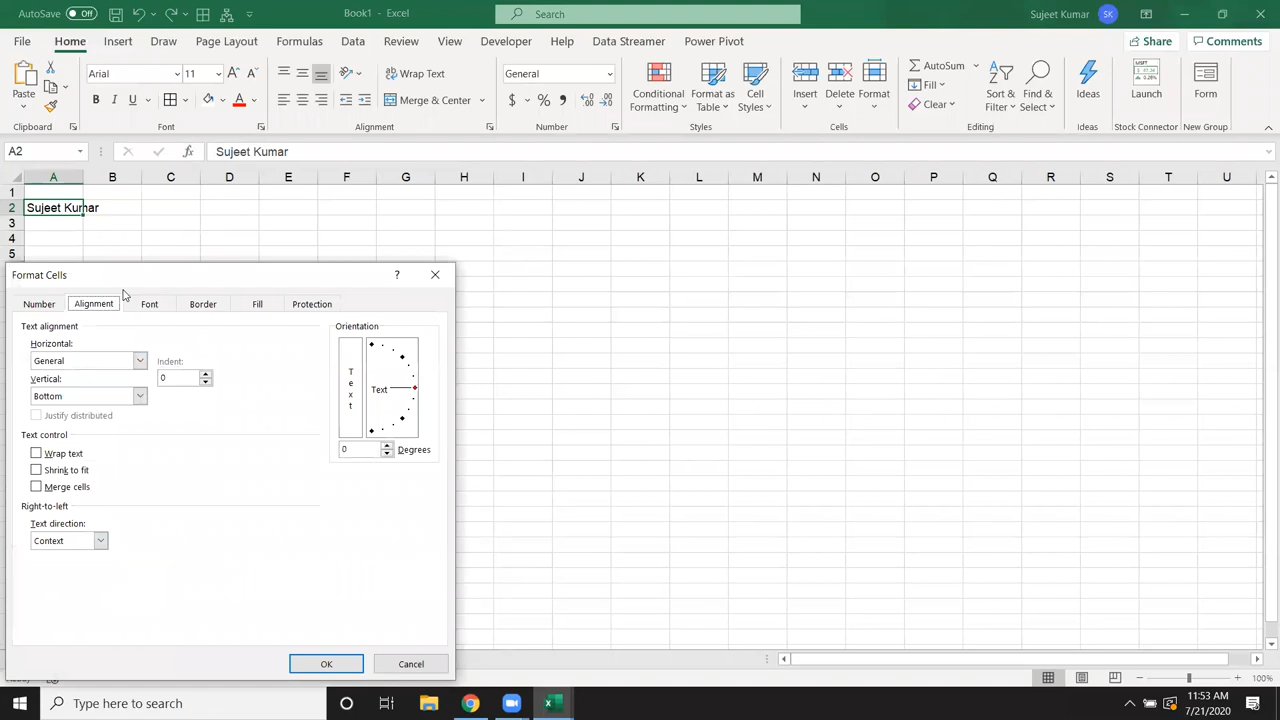 AutoSave Off Book1 - Excel Search Sujeet Kumar SK
File Home Insert Draw Page Layout Formulas Data Review View Developer Help Data Streamer Power Pivot Share Comments
Paste Arial 11 Wrap Text General Conditional Formatting Format as Table Cell Styles Insert Delete Format AutoSum Fill Clear Sort & Filter Find & Select Ideas Launch Form
B I U A Merge & Center $ %
Clipboard Font Alignment Number Styles Cells Editing Ideas Stock Connector New Group
A2 fx Sujeet Kumar
A B C D E F G H I J K L M N O P Q R S T U
1
2 Sujeet Kumar
3
4
5
Format Cells ?
Number Alignment Font Border Fill Protection
Text alignment
Horizontal:
General
Indent:
0
Vertical:
Bottom
Justify distributed
Text control
Wrap text
Shrink to fit
Merge cells
Right-to-left
Text direction:
Context
Orientation
Text
Text
0 Degrees
OK Cancel
100%
Type here to search
11:53 AM
7/21/2020